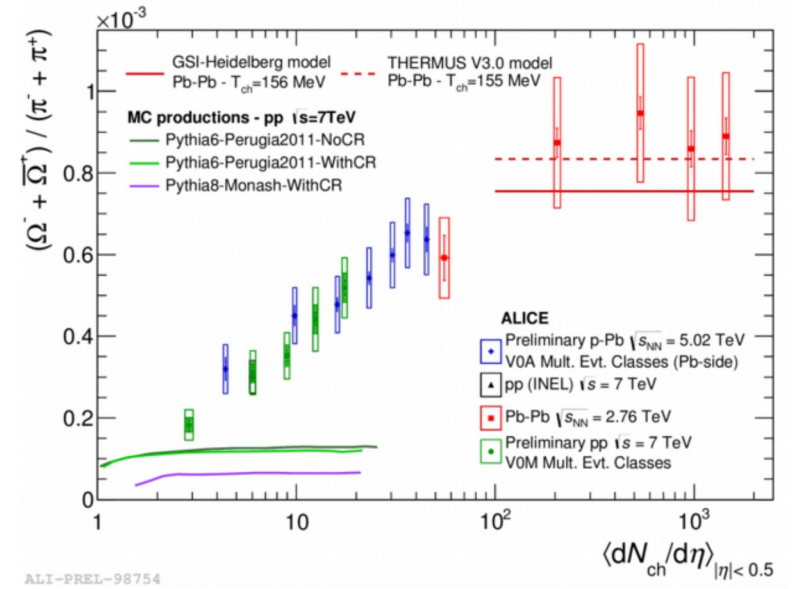 ×10⁻³
(Ω⁻ + Ω̅⁺) / (π⁻ + π⁺)
GSI-Heidelberg model
Pb-Pb - T_ch=156 MeV
THERMUS V3.0 model
Pb-Pb - T_ch=155 MeV
MC productions - pp √s=7TeV
Pythia6-Perugia2011-NoCR
Pythia6-Perugia2011-WithCR
Pythia8-Monash-WithCR
1
0.8
0.6
0.4
0.2
0
ALICE
Preliminary p-Pb √s_NN = 5.02 TeV
V0A Mult. Evt. Classes (Pb-side)
pp (INEL) √s = 7 TeV
Pb-Pb √s_NN = 2.76 TeV
Preliminary pp √s = 7 TeV
V0M Mult. Evt. Classes
1 10 10² 10³
⟨dN_ch/dη⟩_|η|< 0.5
ALI-PREL-98754